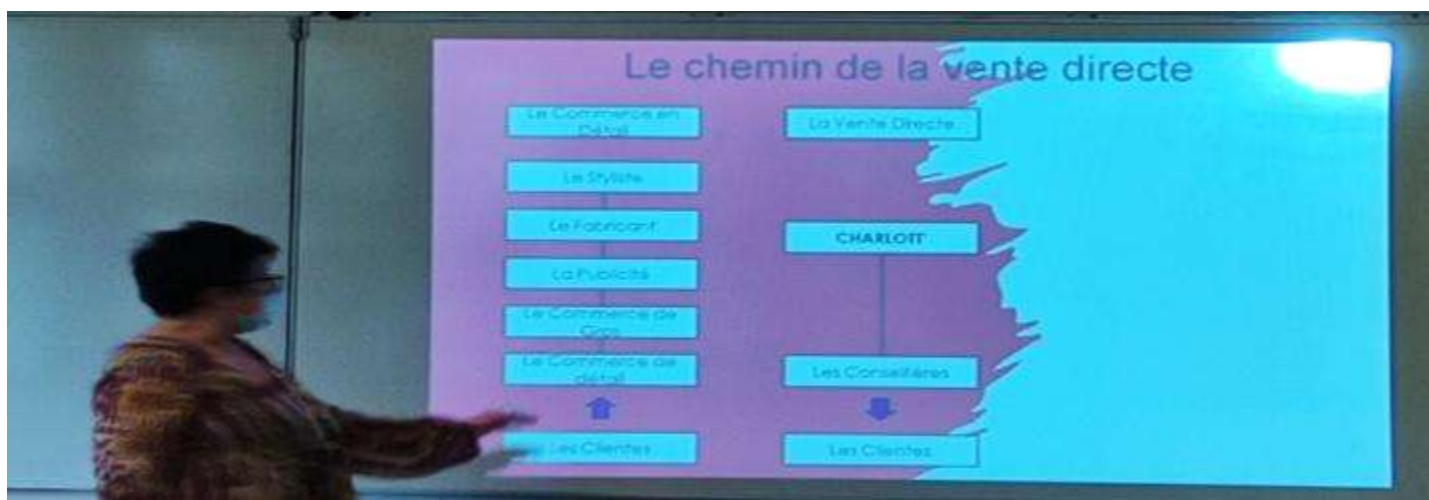 Le chemin de la vente directe
Le Commerce en
Détail
Le Styliste
Le Fabricant
La Publicité
Le Commerce de
Gros
Le Commerce de
détail
Les Clientes
La Vente Directe
CHARLOTT'
Les Conseillères
Les Clientes